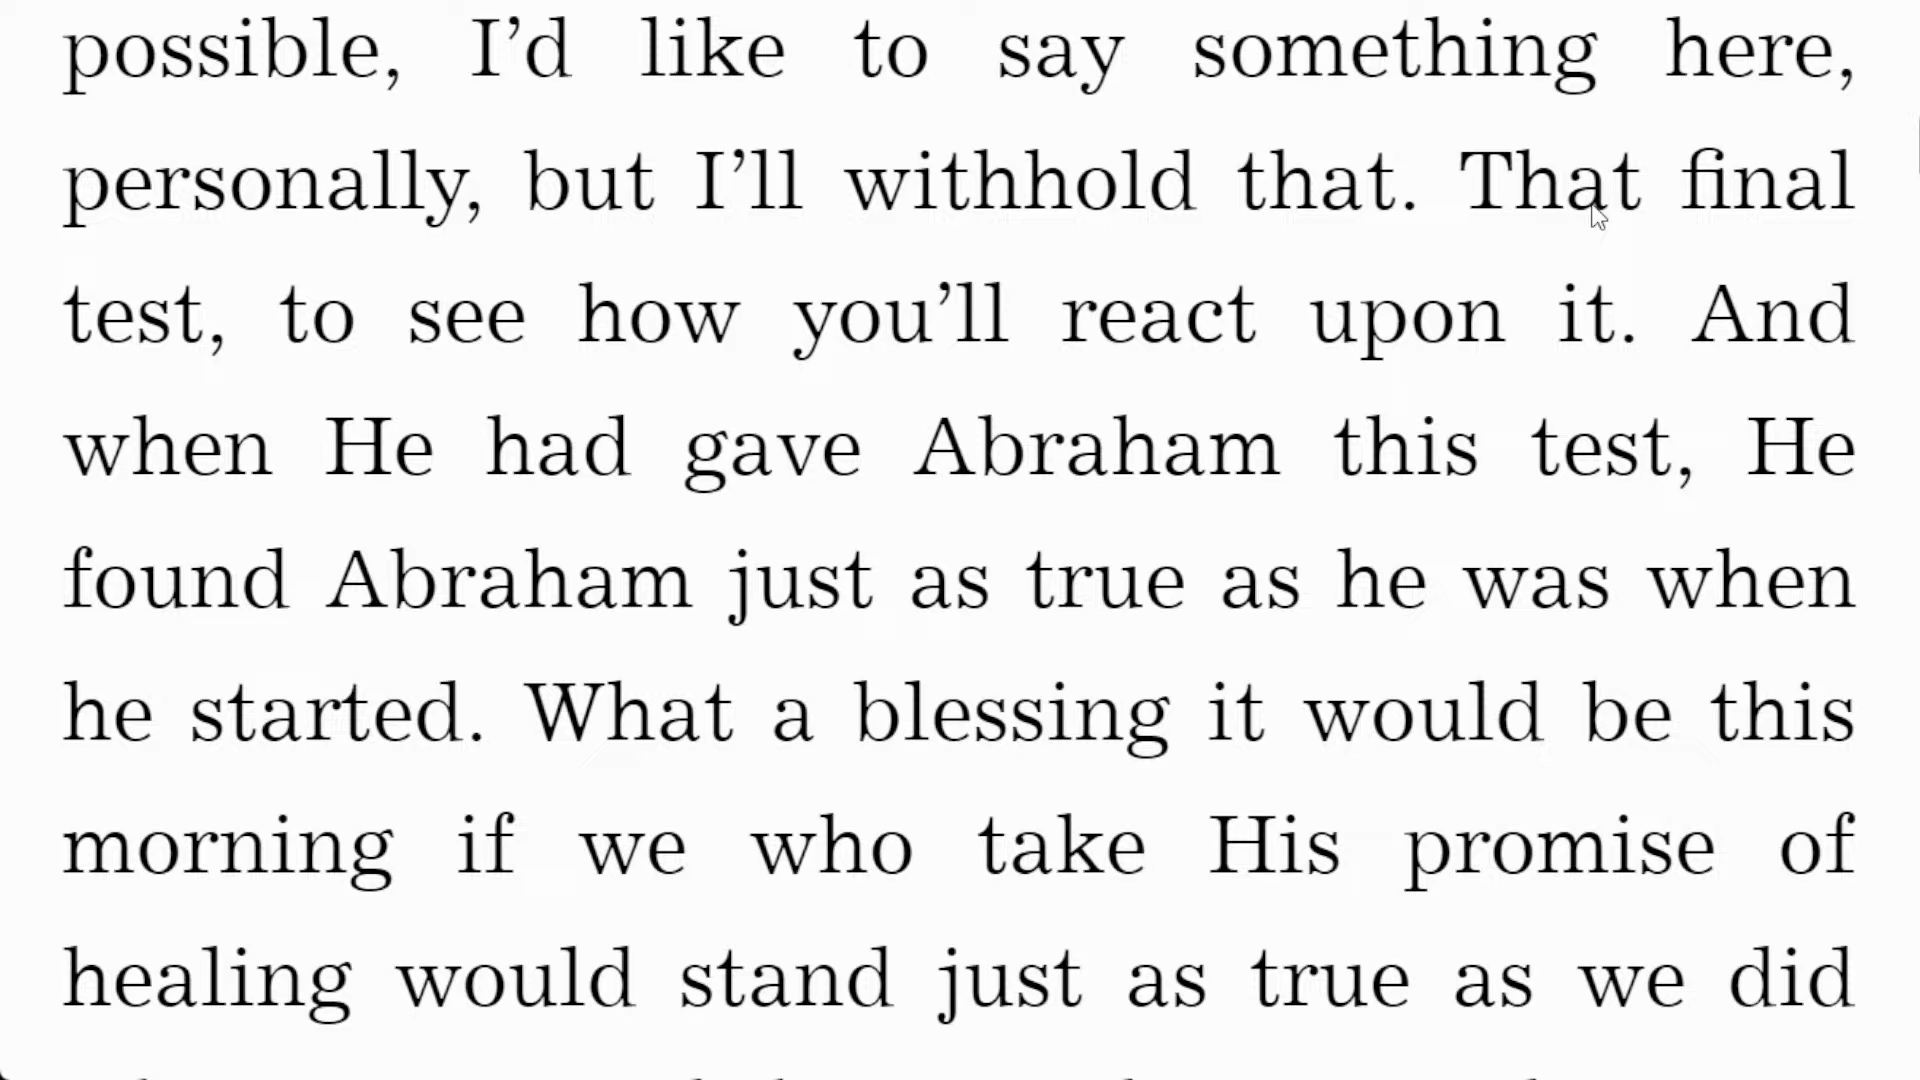 possible, I’d like to say something here,
personally, but I’ll withhold that. That final
test, to see how you’ll react upon it. And
when He had gave Abraham this test, He
found Abraham just as true as he was when
he started. What a blessing it would be this
morning if we who take His promise of
healing would stand just as true as we did